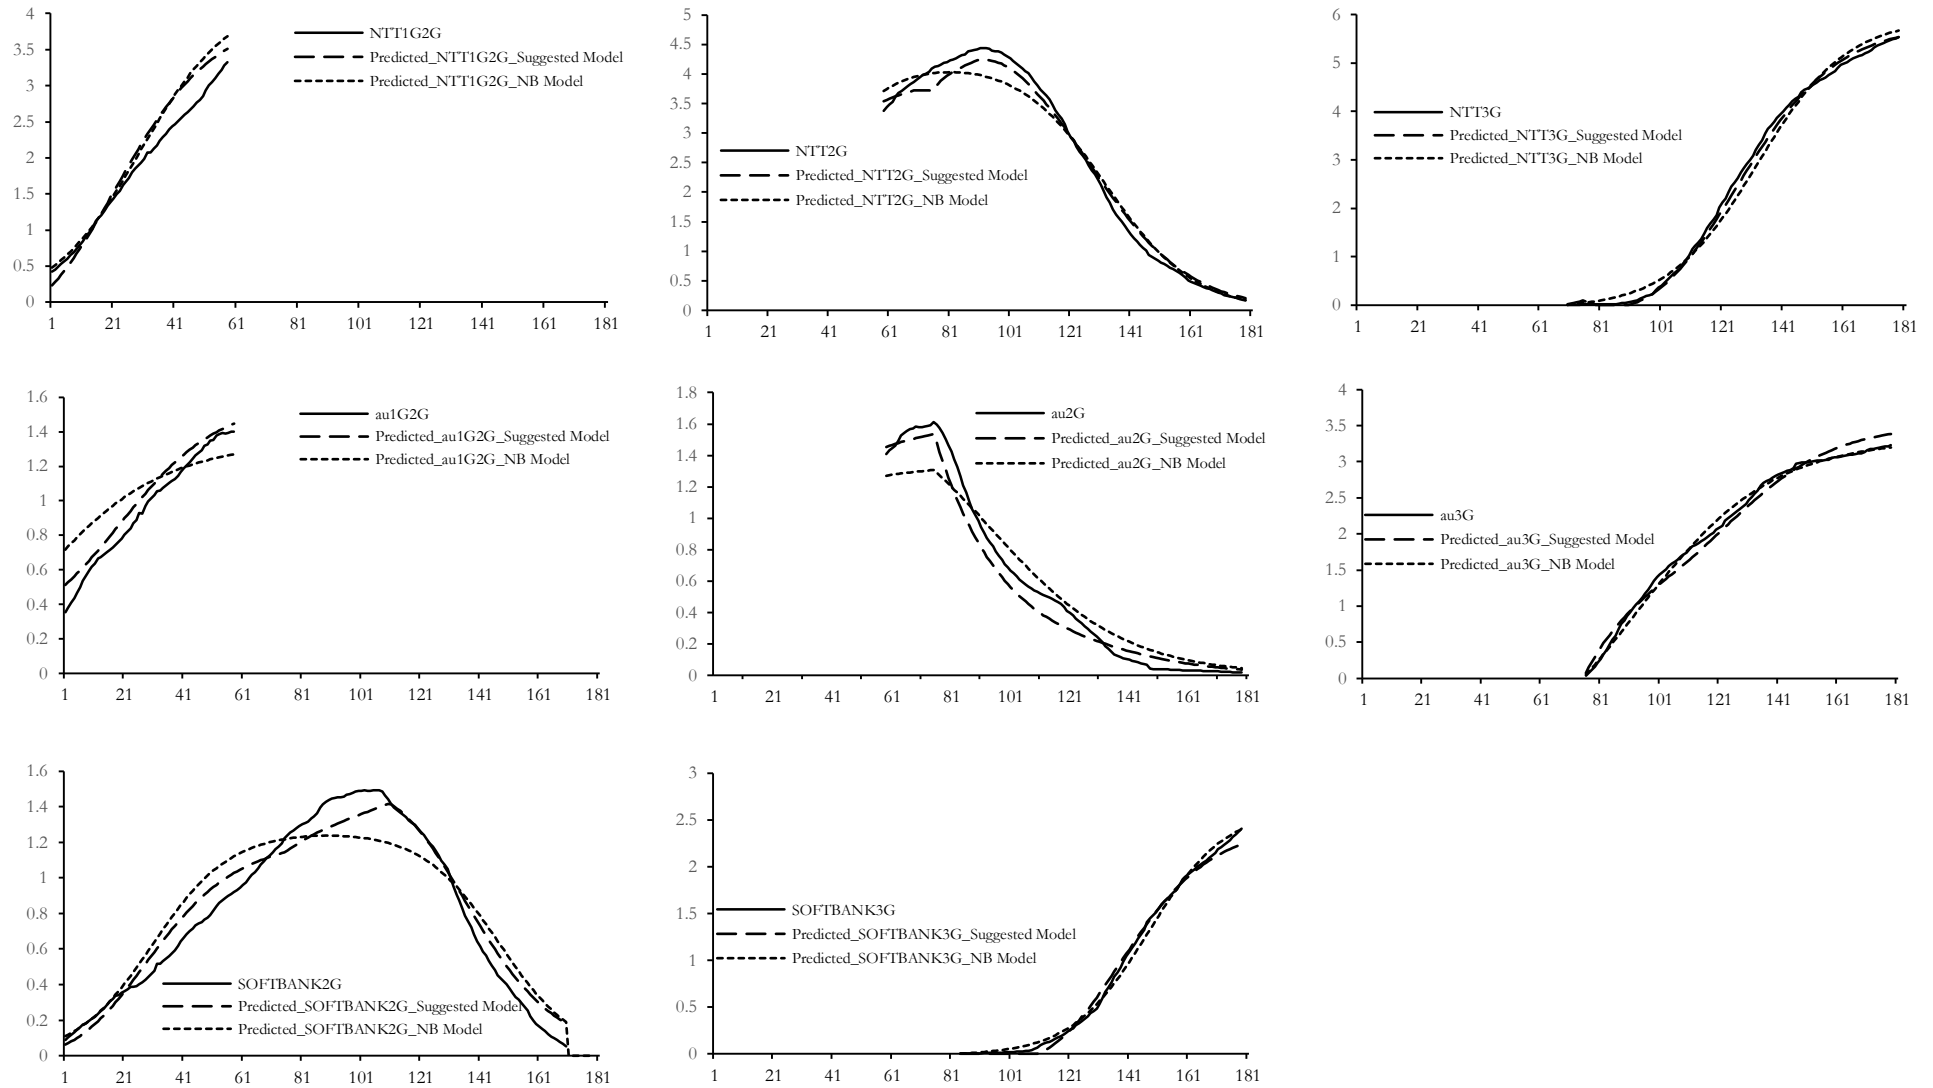 4
3.5
3
2.5
2
1.5
1
0.5
0
1 21 41 61 81 101 121 141 161 181
NTT1G2G
Predicted_NTT1G2G_Suggested Model
Predicted_NTT1G2G_NB Model
5
4.5
4
3.5
3
2.5
2
1.5
1
0.5
0
1 21 41 61 81 101 121 141 161 181
NTT2G
Predicted_NTT2G_Suggested Model
Predicted_NTT2G_NB Model
6
5
4
3
2
1
0
1 21 41 61 81 101 121 141 161 181
NTT3G
Predicted_NTT3G_Suggested Model
Predicted_NTT3G_NB Model
1.6
1.4
1.2
1
0.8
0.6
0.4
0.2
0
1 21 41 61 81 101 121 141 161 181
au1G2G
Predicted_au1G2G_Suggested Model
Predicted_au1G2G_NB Model
1.8
1.6
1.4
1.2
1
0.8
0.6
0.4
0.2
0
1 21 41 61 81 101 121 141 161 181
au2G
Predicted_au2G_Suggested Model
Predicted_au2G_NB Model
4
3.5
3
2.5
2
1.5
1
0.5
0
1 21 41 61 81 101 121 141 161 181
au3G
Predicted_au3G_Suggested Model
Predicted_au3G_NB Model
1.6
1.4
1.2
1
0.8
0.6
0.4
0.2
0
1 21 41 61 81 101 121 141 161 181
SOFTBANK2G
Predicted_SOFTBANK2G_Suggested Model
Predicted_SOFTBANK2G_NB Model
3
2.5
2
1.5
1
0.5
0
1 21 41 61 81 101 121 141 161 181
SOFTBANK3G
Predicted_SOFTBANK3G_Suggested Model
Predicted_SOFTBANK3G_NB Model